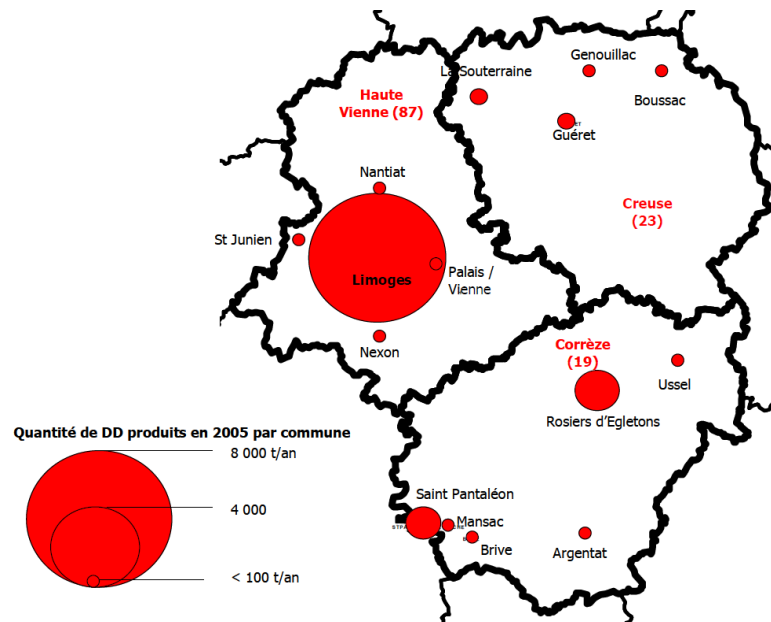 Genouillac
La Souterraine
Haute
Vienne (87)
Boussac
Guéret
Nantiat
Creuse
(23)
St Junien
Palais /
Vienne
Limoges
Nexon
Corrèze
(19)
Ussel
Rosiers d'Egletons
Quantité de DD produits en 2005 par commune
8 000 t/an
4 000
< 100 t/an
Saint Pantaléon
Mansac
Brive
Argentat